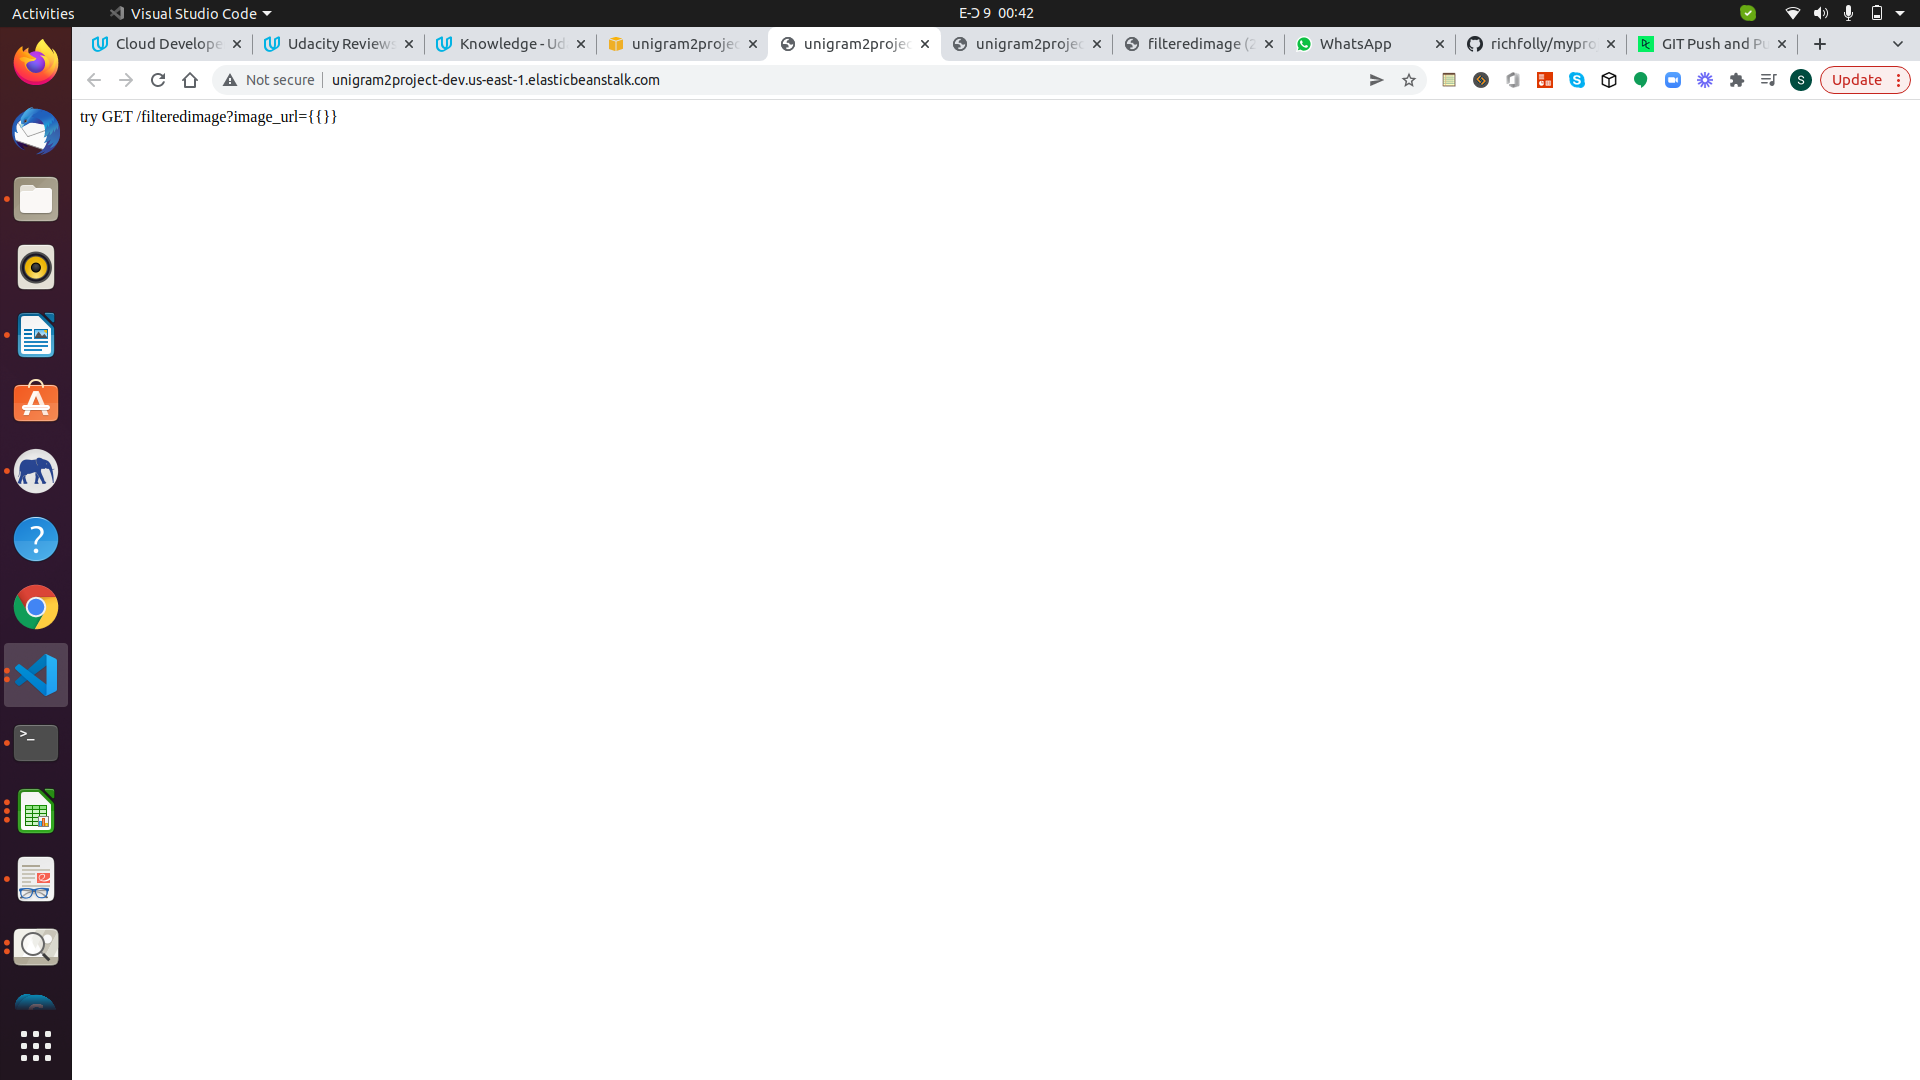 Activities
Visual Studio Code
E-Ɔ 9 00:42
Cloud Develope
Udacity Reviews
Knowledge - Ud
unigram2projec
unigram2projec
unigram2projec
filteredimage (2
WhatsApp
richfolly/mypro
GIT Push and Pu
Not secure
unigram2project-dev.us-east-1.elasticbeanstalk.com
S
Update
try GET /filteredimage?image_url={{}}